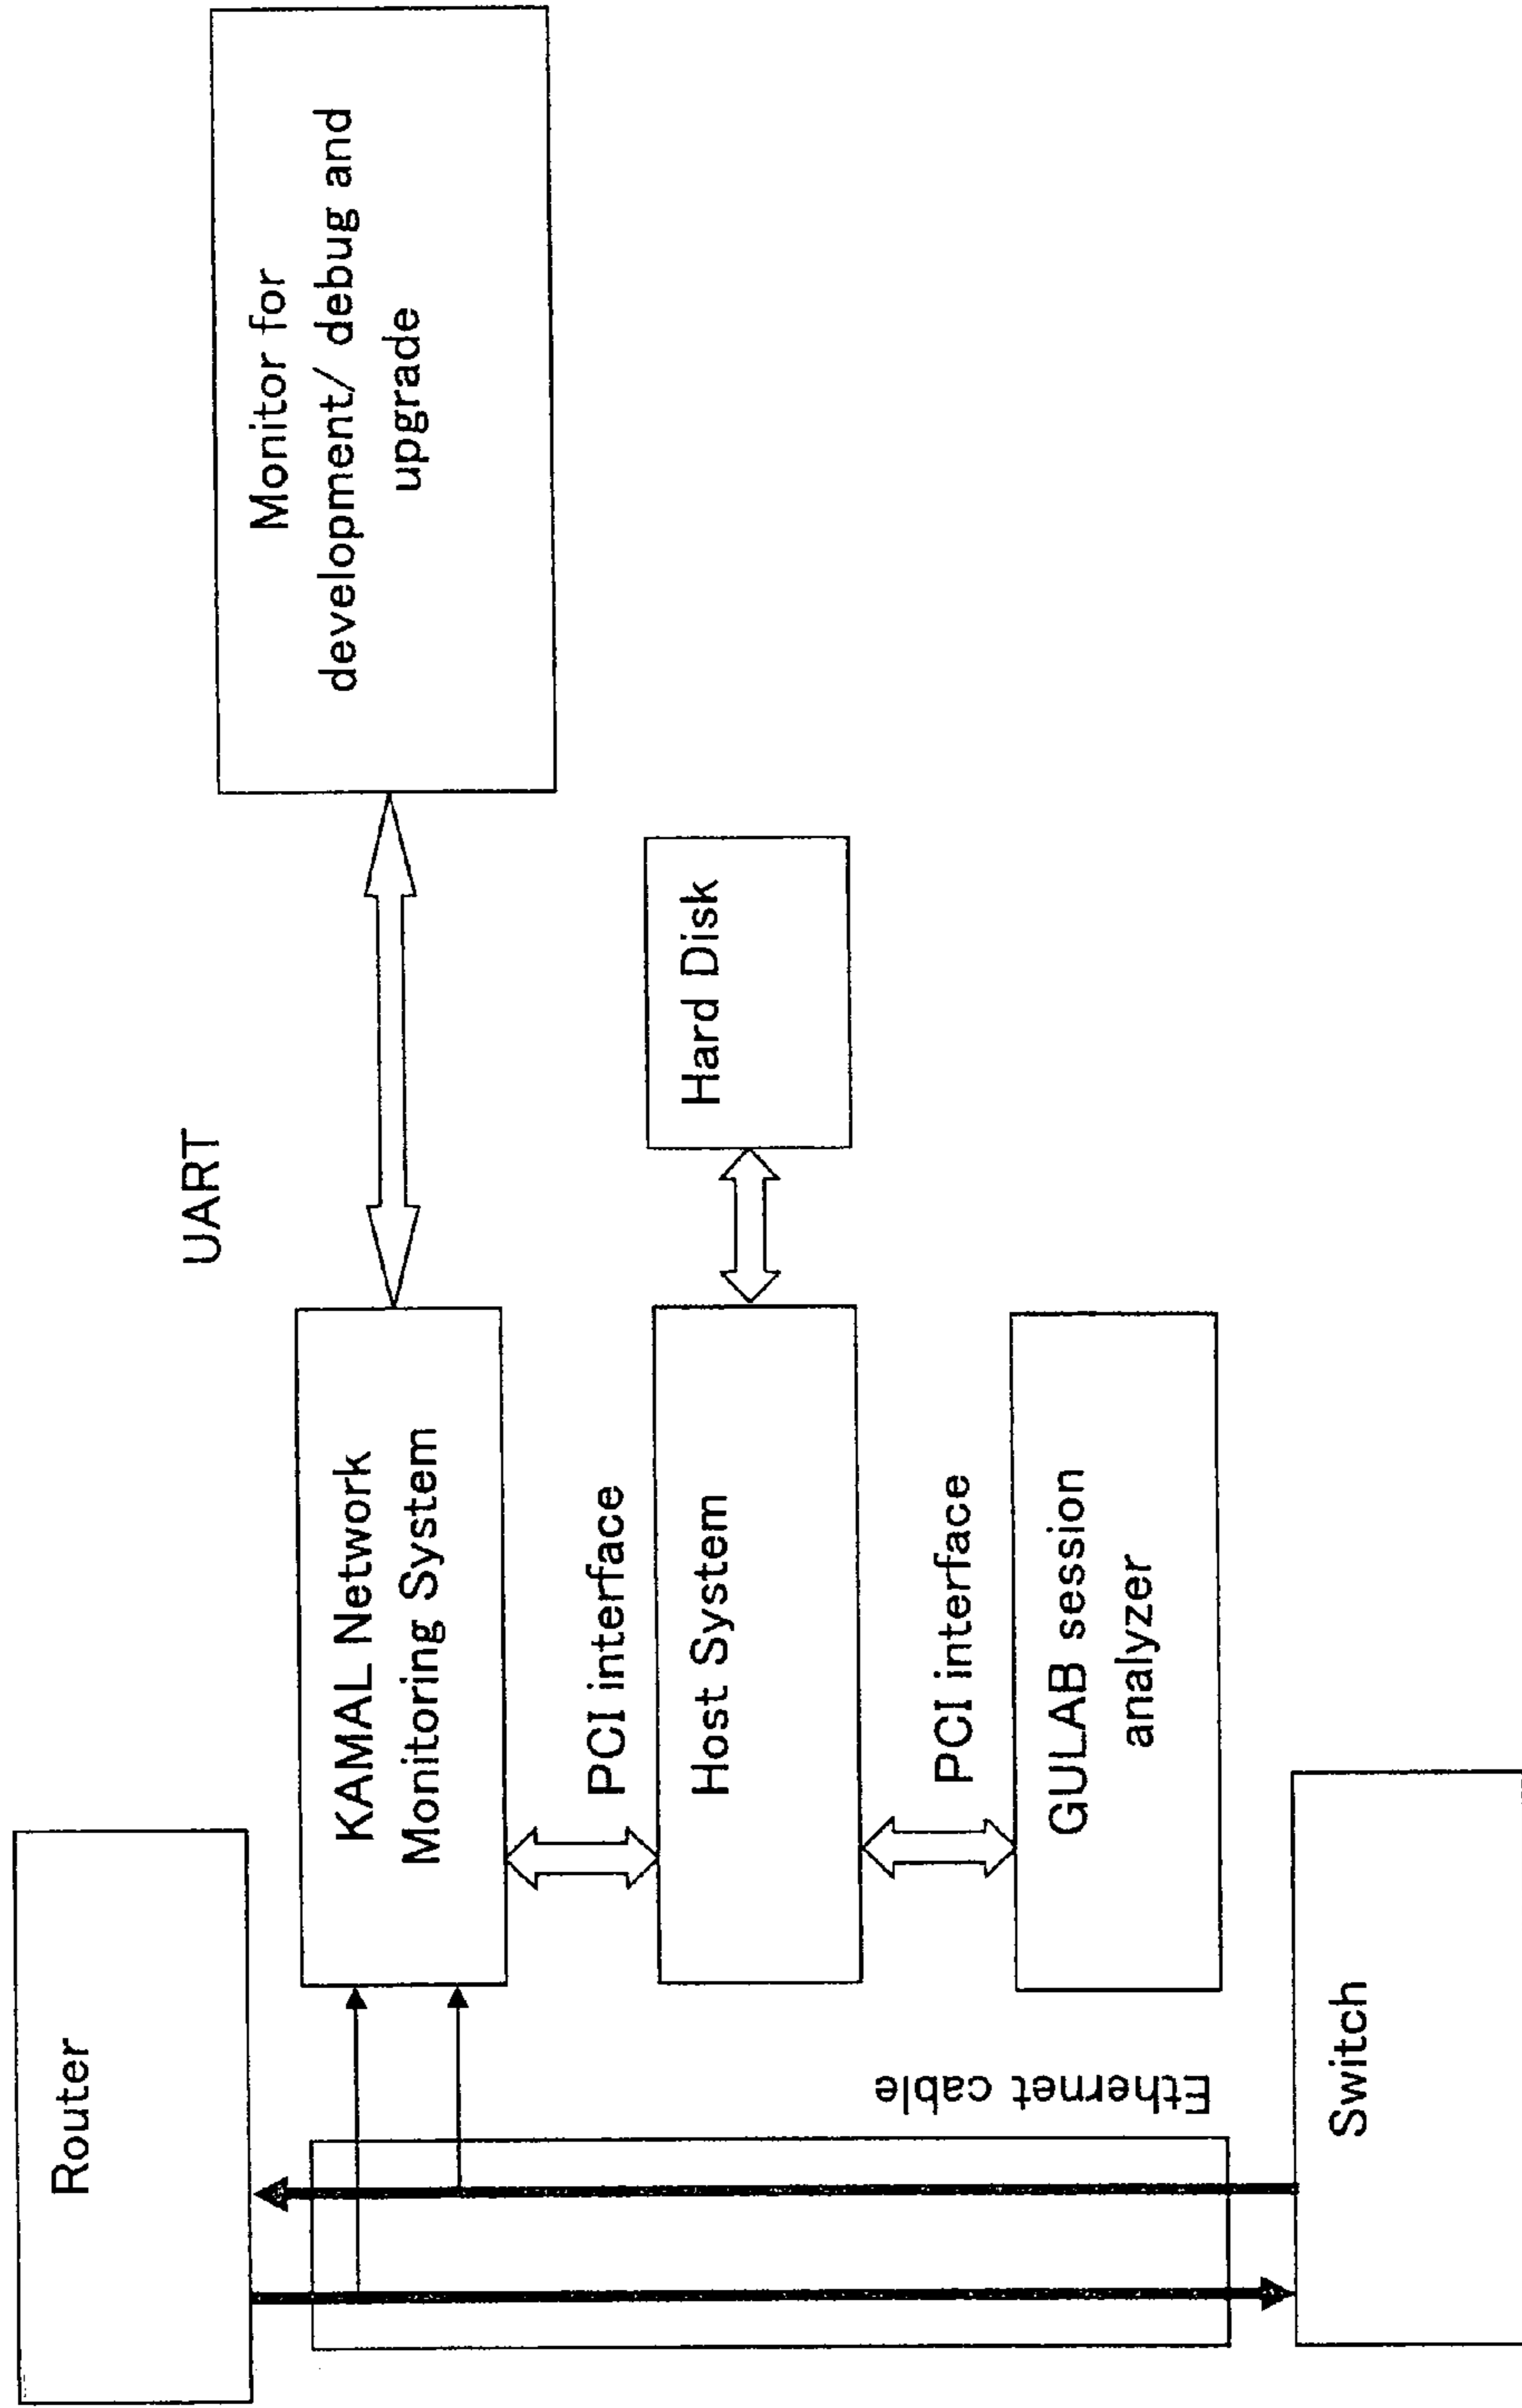 Router
UART
KAMAL Network
Monitoring System
Monitor for
development/ debug and
upgrade
PCI interface
Host System
Hard Disk
PCI interface
GULAB session
analyzer
Ethernet cable
Switch